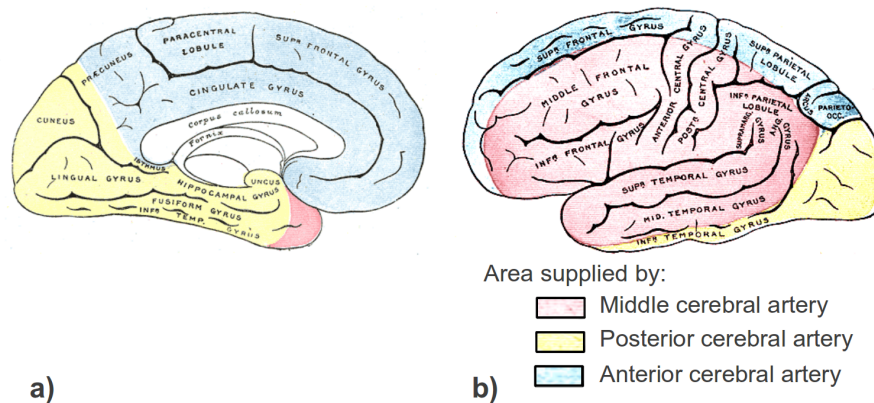 PARACENTRAL
LOBULE
SUPR FRONTAL GYRUS
PRÆCUNEUS
CINGULATE GYRUS
CUNEUS
Corpus callosum
Fornix
ISTHMUS
LINGUAL GYRUS
HIPPOCAMPAL GYRUS
UNCUS
FUSIFORM GYRUS
INFR TEMP. GYRUS
a)
SUPR FRONTAL GYRUS
MIDDLE FRONTAL
GYRUS
INFR FRONTAL GYRUS
ANTERIOR CENTRAL GYRUS
POSTR CENTRAL GYRUS
SUPR PARIETAL
LOBULE
INFR PARIETAL
LOBULE
SUPRAMARG.
GYRUS
ANG.
GYRUS
PARIETO-
OCC.
SUPR TEMPORAL GYRUS
MID. TEMPORAL GYRUS
INFR TEMPORAL GYRUS
Area supplied by:
Middle cerebral artery
Posterior cerebral artery
Anterior cerebral artery
b)